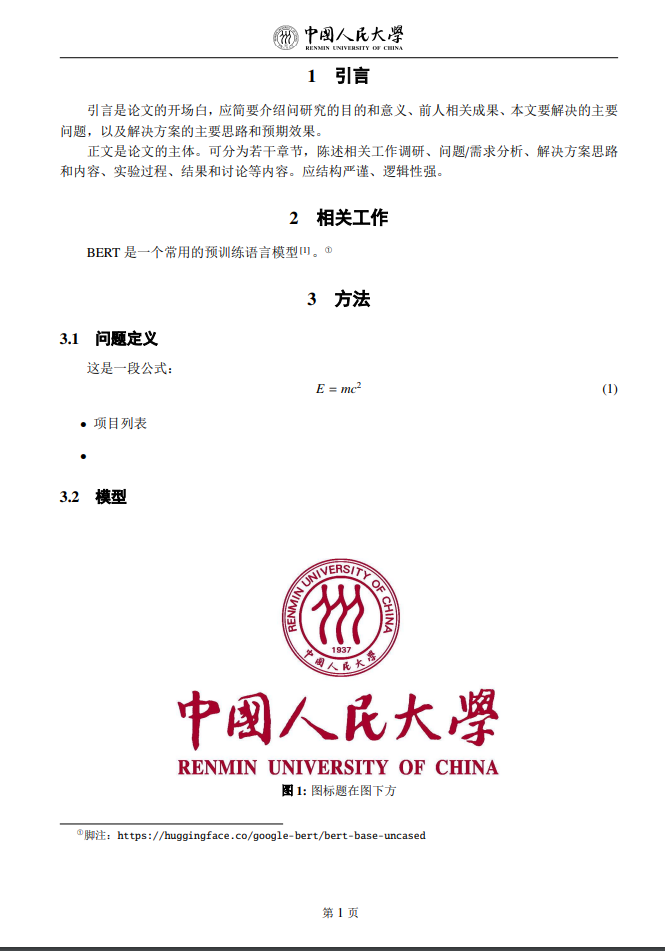 中国人民大學
RENMIN UNIVERSITY OF CHINA
1 引言
引言是论文的开场白，应简要介绍问研究的目的和意义、前人相关成果、本文要解决的主要
问题，以及解决方案的主要思路和预期效果。
正文是论文的主体。可分为若干章节，陈述相关工作调研、问题/需求分析、解决方案思路
和内容、实验过程、结果和讨论等内容。应结构严谨、逻辑性强。
2 相关工作
BERT 是一个常用的预训练语言模型[1]。①
3 方法
3.1 问题定义
这是一段公式：
E = mc² (1)
• 项目列表
•
3.2 模型
RENMIN UNIVERSITY OF CHINA
1937
中国人民大学
中國人民大學
RENMIN UNIVERSITY OF CHINA
图 1: 图标题在图下方
①脚注：https://huggingface.co/google-bert/bert-base-uncased
第 1 页